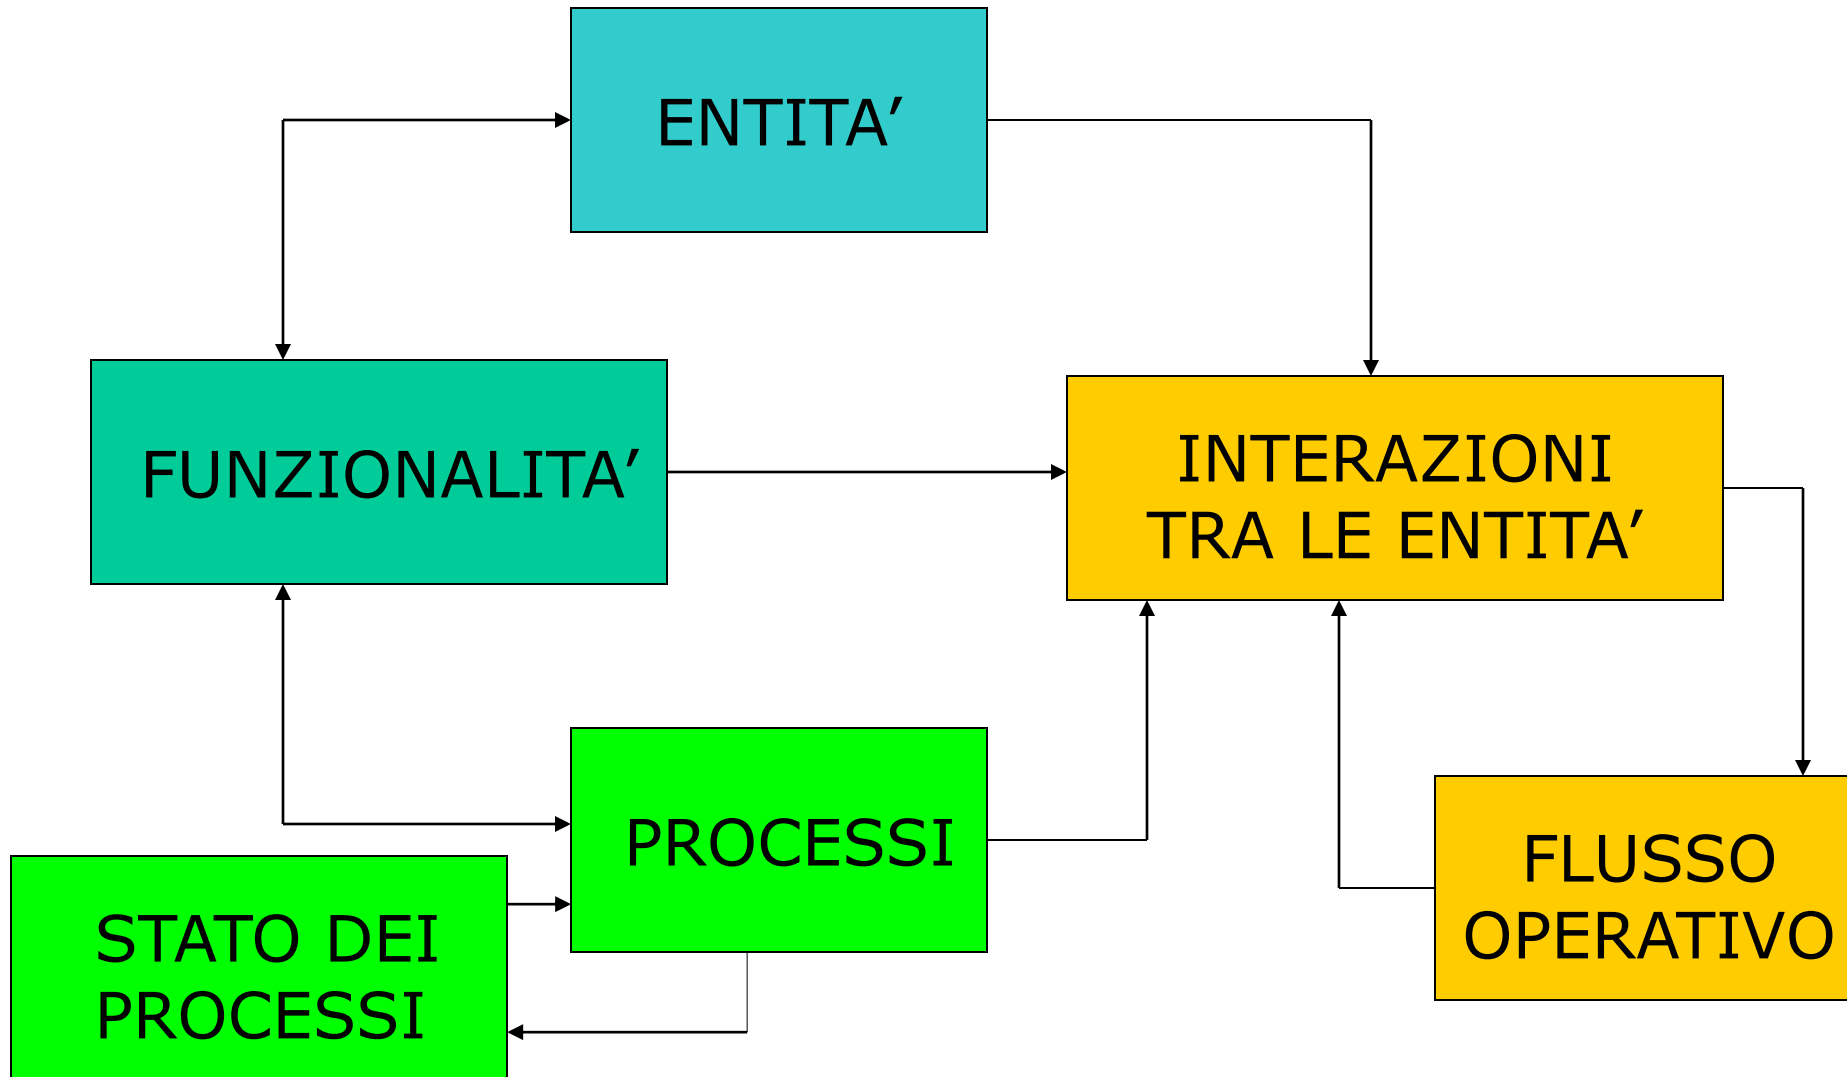 ENTITA’
FUNZIONALITA’
INTERAZIONI
TRA LE ENTITA’
PROCESSI
STATO DEI
PROCESSI
FLUSSO
OPERATIVO